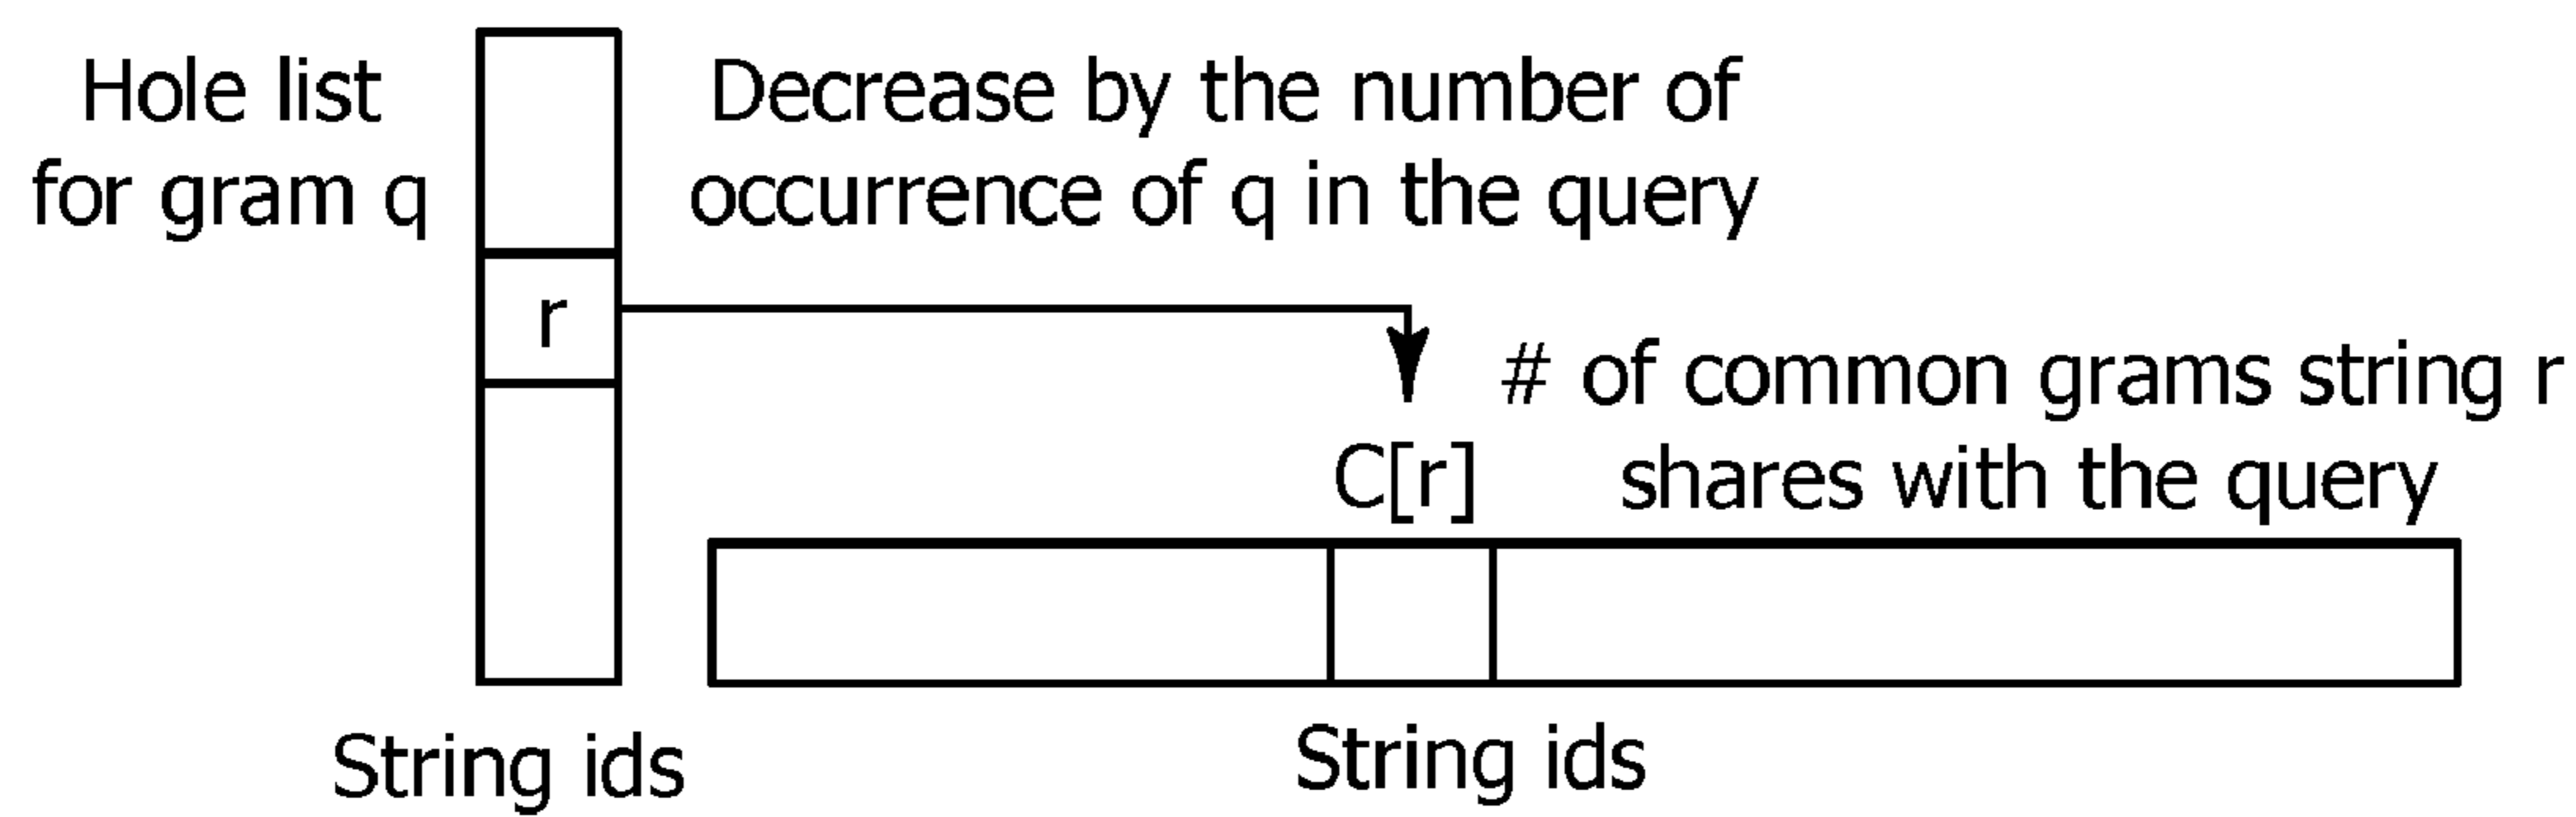 Hole list
for gram q
Decrease by the number of
occurrence of q in the query
r
# of common grams string r
shares with the query
C[r]
String ids
String ids